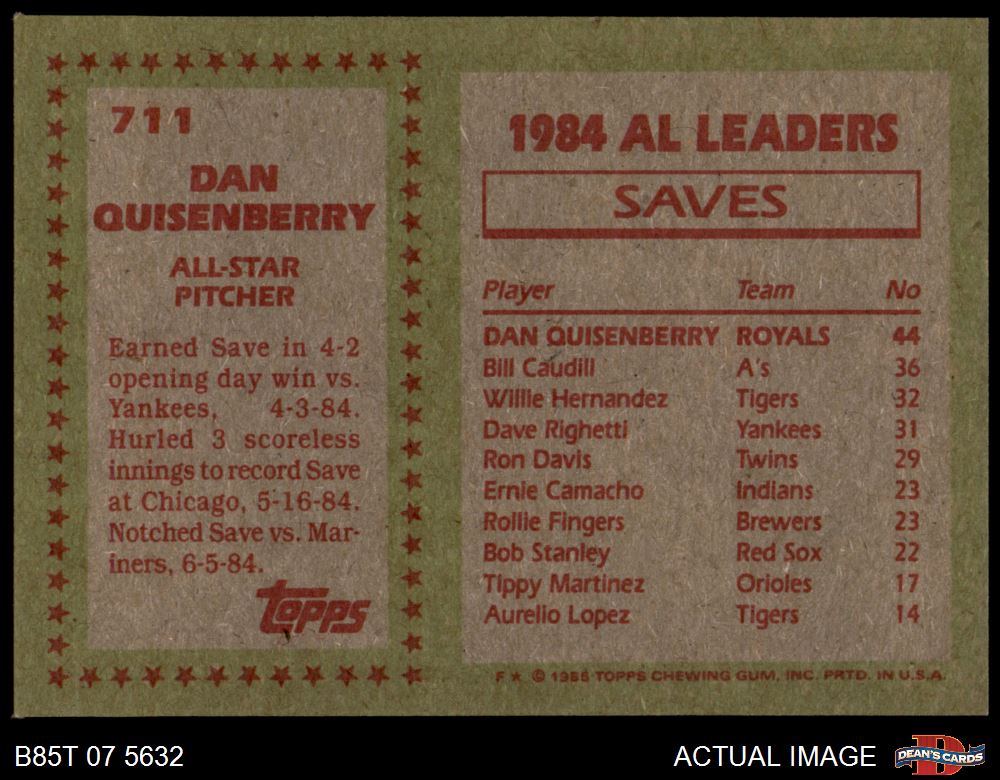 711
DAN
QUISENBERRY
ALL-STAR
PITCHER
Earned Save in 4-2
opening day win vs.
Yankees, 4-3-84.
Hurled 3 scoreless
innings to record Save
at Chicago, 5-16-84.
Notched Save vs. Mar-
iners, 6-5-84.
TOPPS
1984 AL LEADERS
SAVES
Player Team No
DAN QUISENBERRY ROYALS 44
Bill Caudill A's 36
Willie Hernandez Tigers 32
Dave Righetti Yankees 31
Ron Davis Twins 29
Ernie Camacho Indians 23
Rollie Fingers Brewers 23
Bob Stanley Red Sox 22
Tippy Martinez Orioles 17
Aurelio Lopez Tigers 14
F ★ © 1985 TOPPS CHEWING GUM, INC. PRTD. IN U.S.A.
B85T 07 5632 ACTUAL IMAGE
D
DEAN'S CARDS